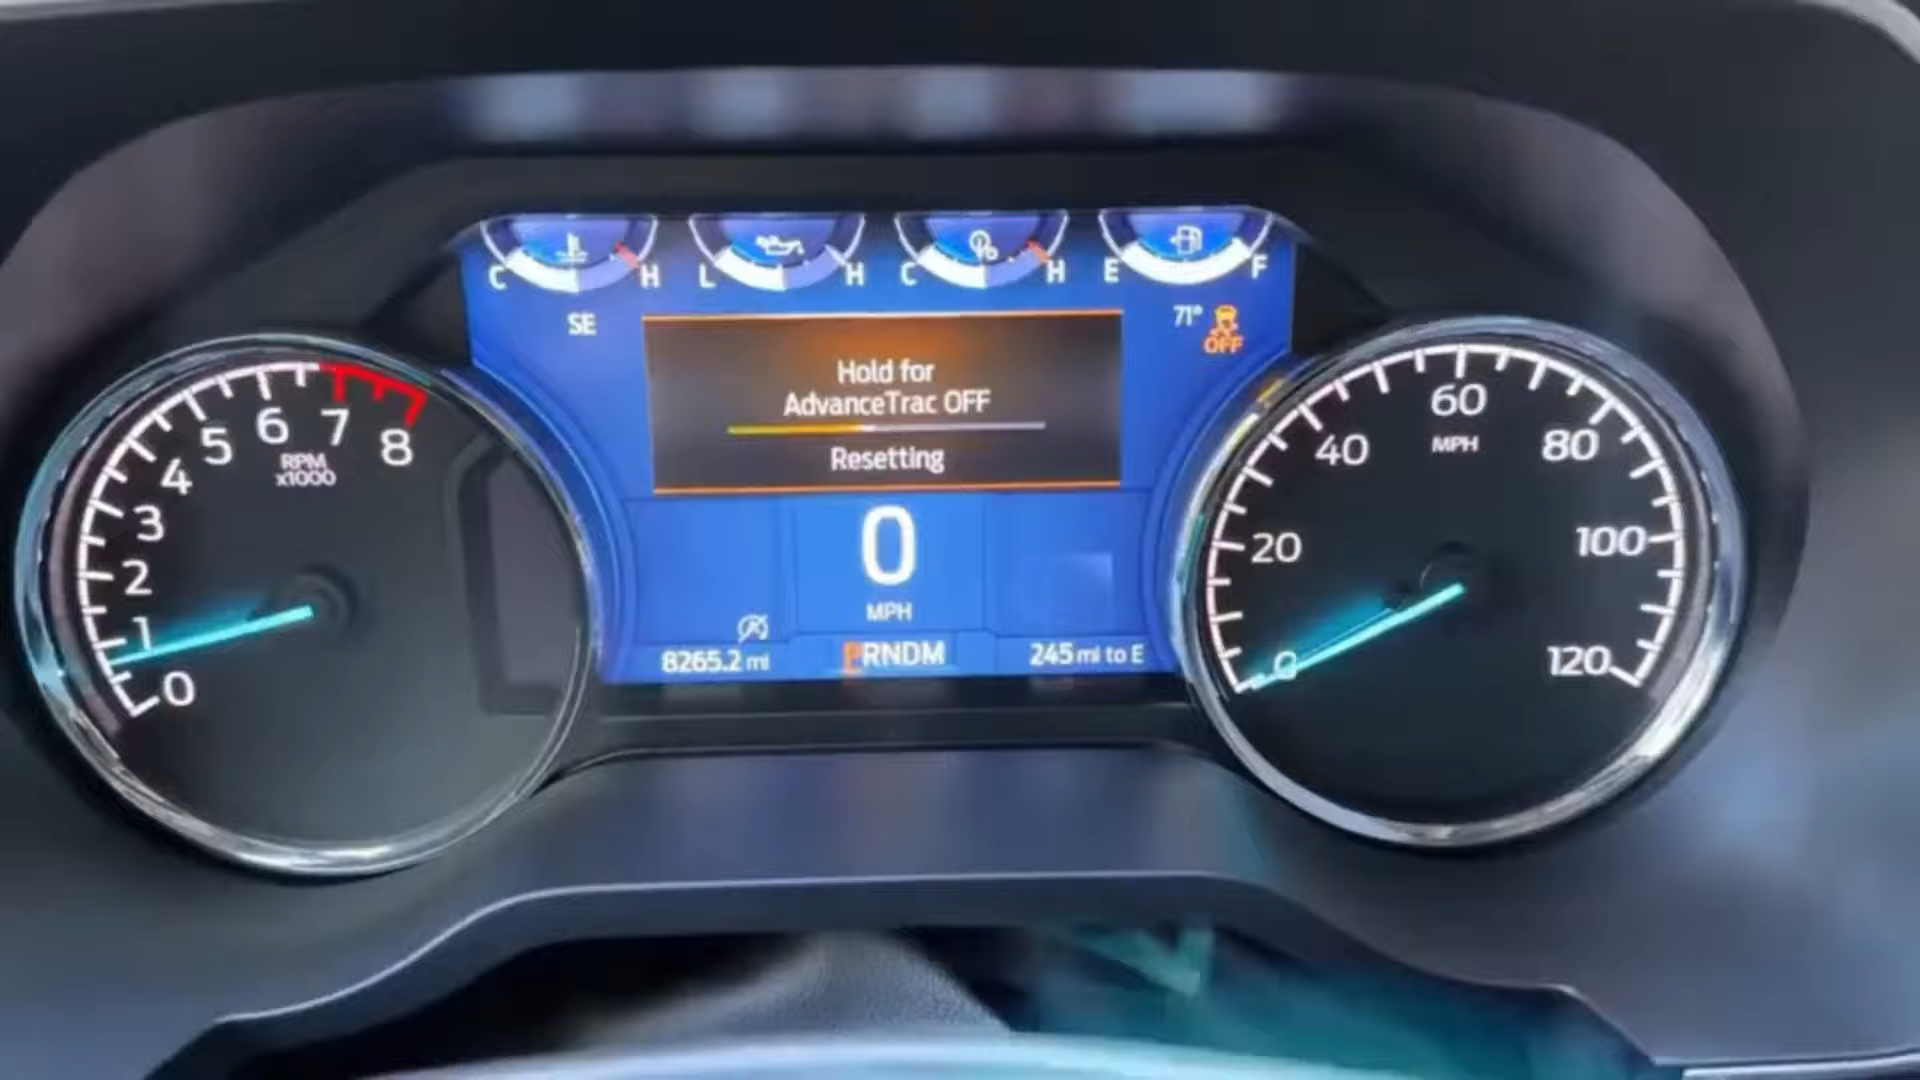 C H L H C H E F
SE
71°
OFF
Hold for
AdvanceTrac OFF
Resetting
0
MPH
8265.2 mi
PRNDM
245 mi to E
0
1
2
3
4
5
6
7
8
RPM
x1000
0
20
40
60
80
100
120
MPH